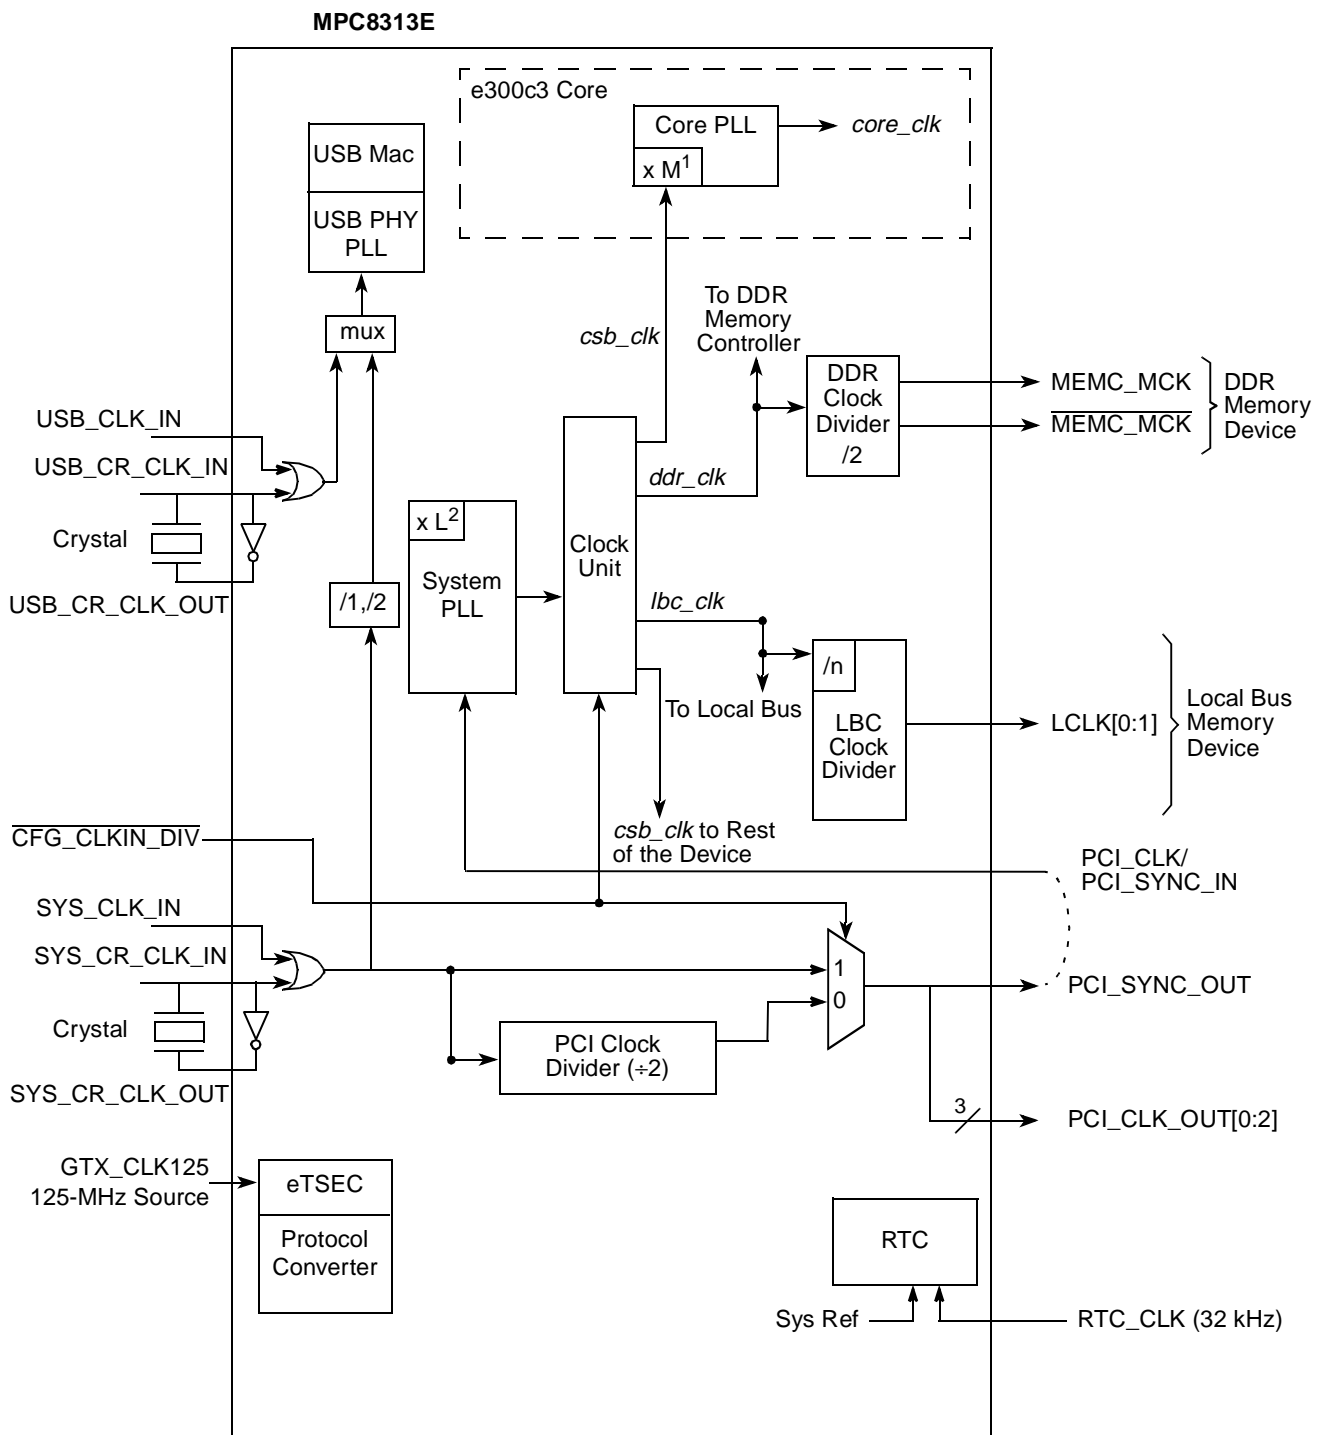 MPC8313E
e300c3 Core
Core PLL
x M1
core_clk
USB Mac
USB PHY
PLL
mux
csb_clk
To DDR
Memory
Controller
DDR
Clock
Divider
/2
MEMC_MCK
MEMC_MCK
DDR
Memory
Device
USB_CLK_IN
USB_CR_CLK_IN
Crystal
USB_CR_CLK_OUT
/1,/2
x L2
System
PLL
Clock
Unit
ddr_clk
lbc_clk
To Local Bus
/n
LBC
Clock
Divider
LCLK[0:1]
Local Bus
Memory
Device
csb_clk to Rest
of the Device
CFG_CLKIN_DIV
PCI_CLK/
PCI_SYNC_IN
SYS_CLK_IN
SYS_CR_CLK_IN
Crystal
SYS_CR_CLK_OUT
1
0
PCI Clock
Divider (÷2)
PCI_SYNC_OUT
3
PCI_CLK_OUT[0:2]
GTX_CLK125
125-MHz Source
eTSEC
Protocol
Converter
RTC
Sys Ref
RTC_CLK (32 kHz)